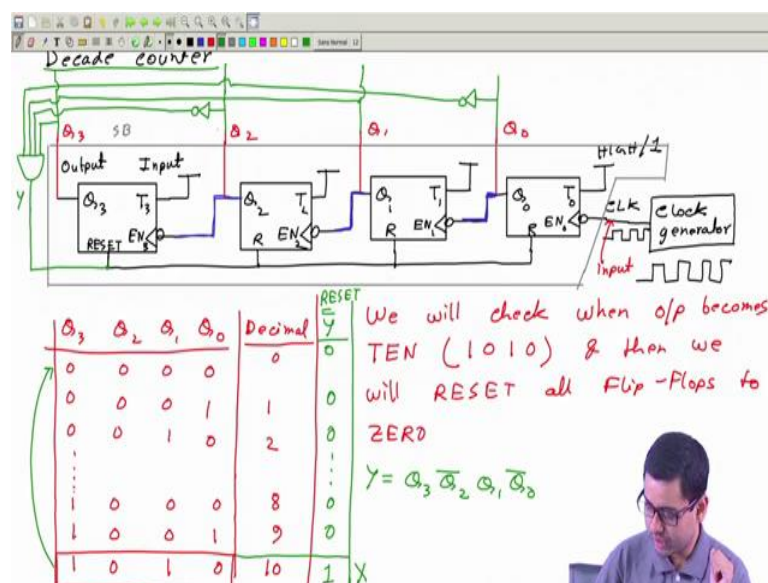 Sans Normal 12
Decade counter
Y
Q3 SB Q2 Q1 Q0
Output Input HIGH/1
Q3 T3 Q2 T2 Q1 T1 Q0 T0
CLK
Clock
generator
RESET EN3 R EN2 R EN1 R EN0
Input
RESET
Q3 Q2 Q1 Q0 Decimal Y
0 0 0 0 0 0
0 0 0 1 1 0
0 0 1 0 2 0
1 0 0 0 8 0
1 0 0 1 9 0
1 0 1 0 10 1 X
We will check when o/p becomes
TEN (1010) & then we
will RESET all Flip-Flops to
ZERO
Y = Q3 Q̅2 Q1 Q̅0